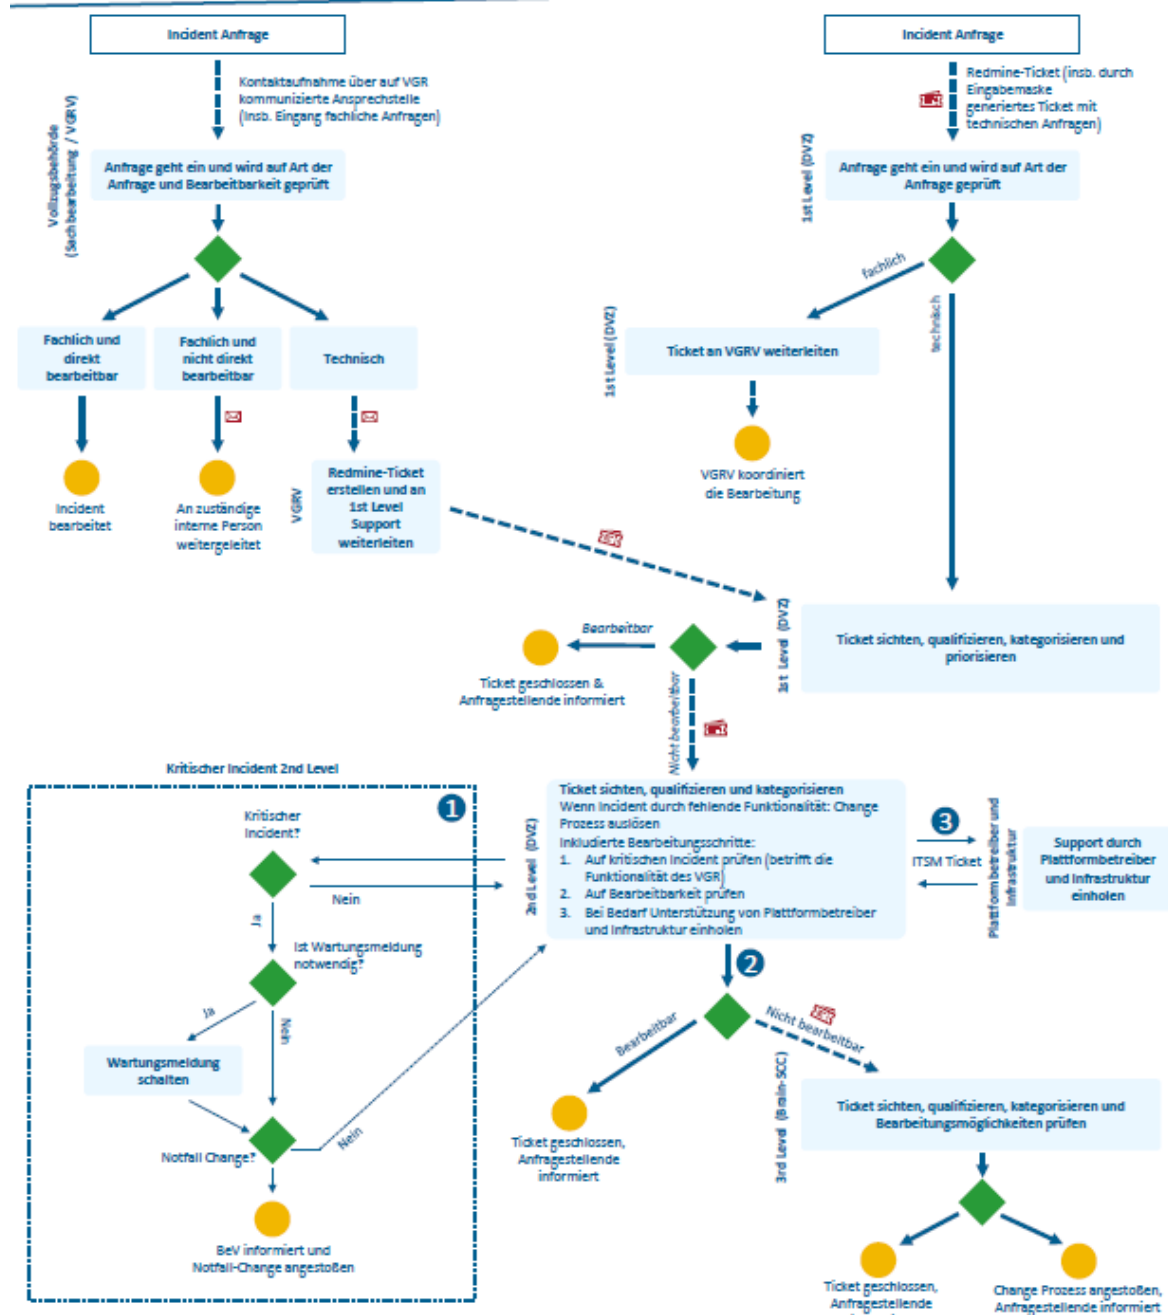 Incident Anfrage
Kontaktaufnahme über auf VGR
kommunizierte Ansprechstelle
(insb. Eingang fachliche Anfragen)
Vollzugsbehörde
(Sachbearbeitung / VGRV)
Anfrage geht ein und wird auf Art der
Anfrage und Bearbeitbarkeit geprüft
Fachlich und
direkt
bearbeitbar
Fachlich und
nicht direkt
bearbeitbar
Technisch
Incident
bearbeitet
An zuständige
interne Person
weitergeleitet
VGRV
Redmine-Ticket
erstellen und an
1st Level
Support
weiterleiten
Incident Anfrage
Redmine-Ticket (insb. durch
Eingabemaske
generiertes Ticket mit
technischen Anfragen)
1st Level (DVZ)
Anfrage geht ein und wird auf Art der
Anfrage geprüft
fachlich
technisch
1st Level (DVZ)
Ticket an VGRV weiterleiten
VGRV koordiniert
die Bearbeitung
1st Level (DVZ)
Ticket sichten, qualifizieren, kategorisieren und
priorisieren
Bearbeitbar
Ticket geschlossen &
Anfragestellende informiert
Nicht bearbeitbar
Kritischer Incident 2nd Level
1
Kritischer
Incident?
Nein
Ja
Ist Wartungsmeldung
notwendig?
Ja
Nein
Wartungsmeldung
schalten
Notfall Change?
Nein
BeV informiert und
Notfall-Change angestoßen
2nd Level (DVZ)
Ticket sichten, qualifizieren und kategorisieren
Wenn Incident durch fehlende Funktionalität: Change
Prozess auslösen
Inkludierte Bearbeitungsschritte:
1. Auf kritischen Incident prüfen (betrifft die
Funktionalität des VGR)
2. Auf Bearbeitbarkeit prüfen
3. Bei Bedarf Unterstützung von Plattformbetreiber
und Infrastruktur einholen
3
ITSM Ticket
Plattformbetreiber und
Infrastruktur
Support durch
Plattformbetreiber
und Infrastruktur
einholen
2
Bearbeitbar
Nicht bearbeitbar
Ticket geschlossen,
Anfragestellende
informiert
3rd Level (Brain-SCC)
Ticket sichten, qualifizieren, kategorisieren und
Bearbeitungsmöglichkeiten prüfen
Ticket geschlossen,
Anfragestellende
Change Prozess angestoßen,
Anfragestellende informiert